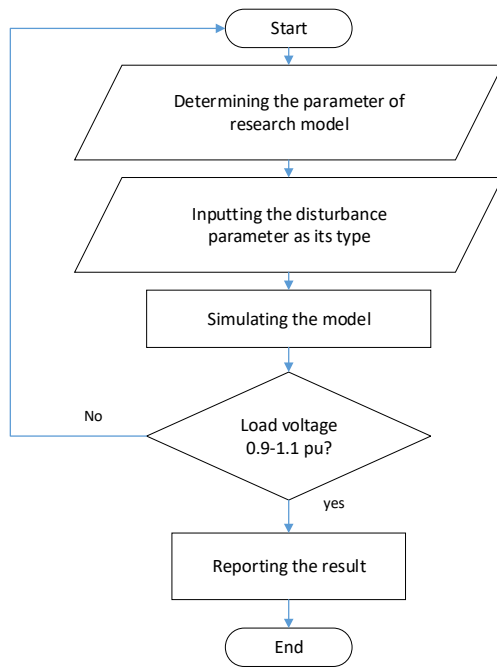 Start
Determining the parameter of
research model
Inputting the disturbance
parameter as its type
Simulating the model
Load voltage
0.9-1.1 pu?
No
yes
Reporting the result
End